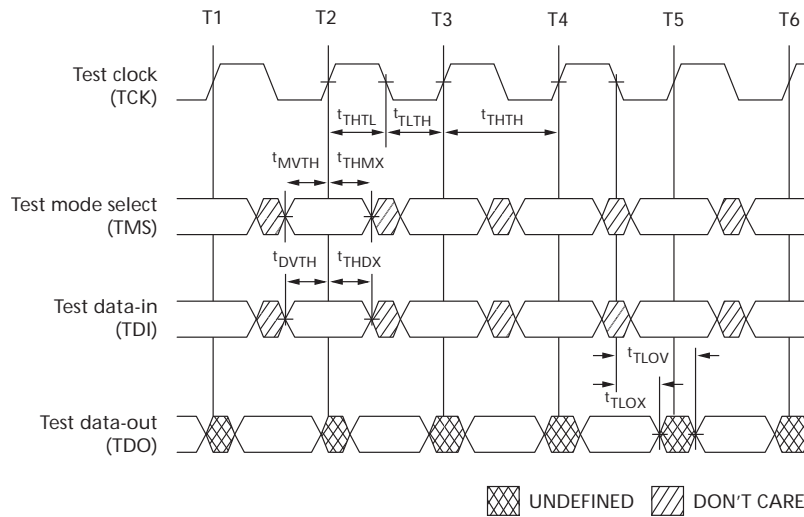 T1 T2 T3 T4 T5 T6
Test clock
(TCK)
tTHTL tTLTH tTHTH
tMVTH tTHMX
Test mode select
(TMS)
tDVTH tTHDX
Test data-in
(TDI)
tTLOV
tTLOX
Test data-out
(TDO)
UNDEFINED DON'T CARE